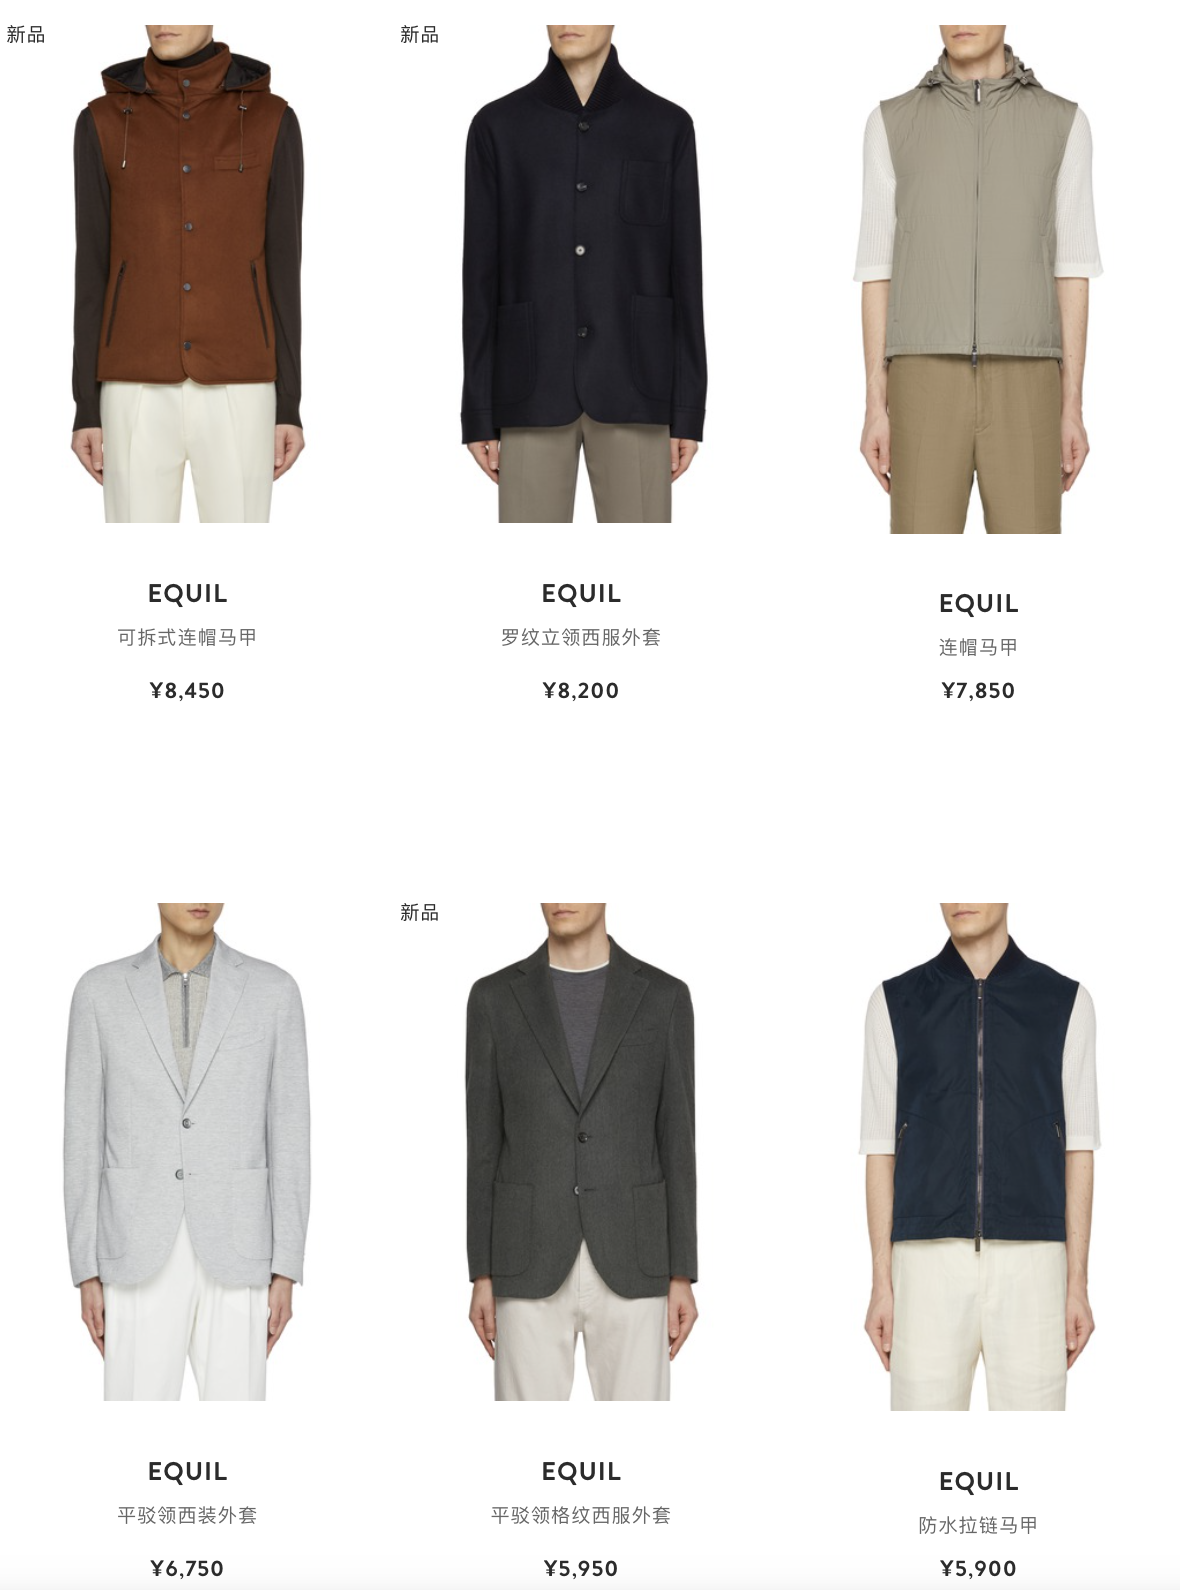 新品
新品
EQUIL
可拆式连帽马甲
¥8,450
EQUIL
罗纹立领西服外套
¥8,200
EQUIL
连帽马甲
¥7,850
新品
EQUIL
平驳领西装外套
¥6,750
EQUIL
平驳领格纹西服外套
¥5,950
EQUIL
防水拉链马甲
¥5,900